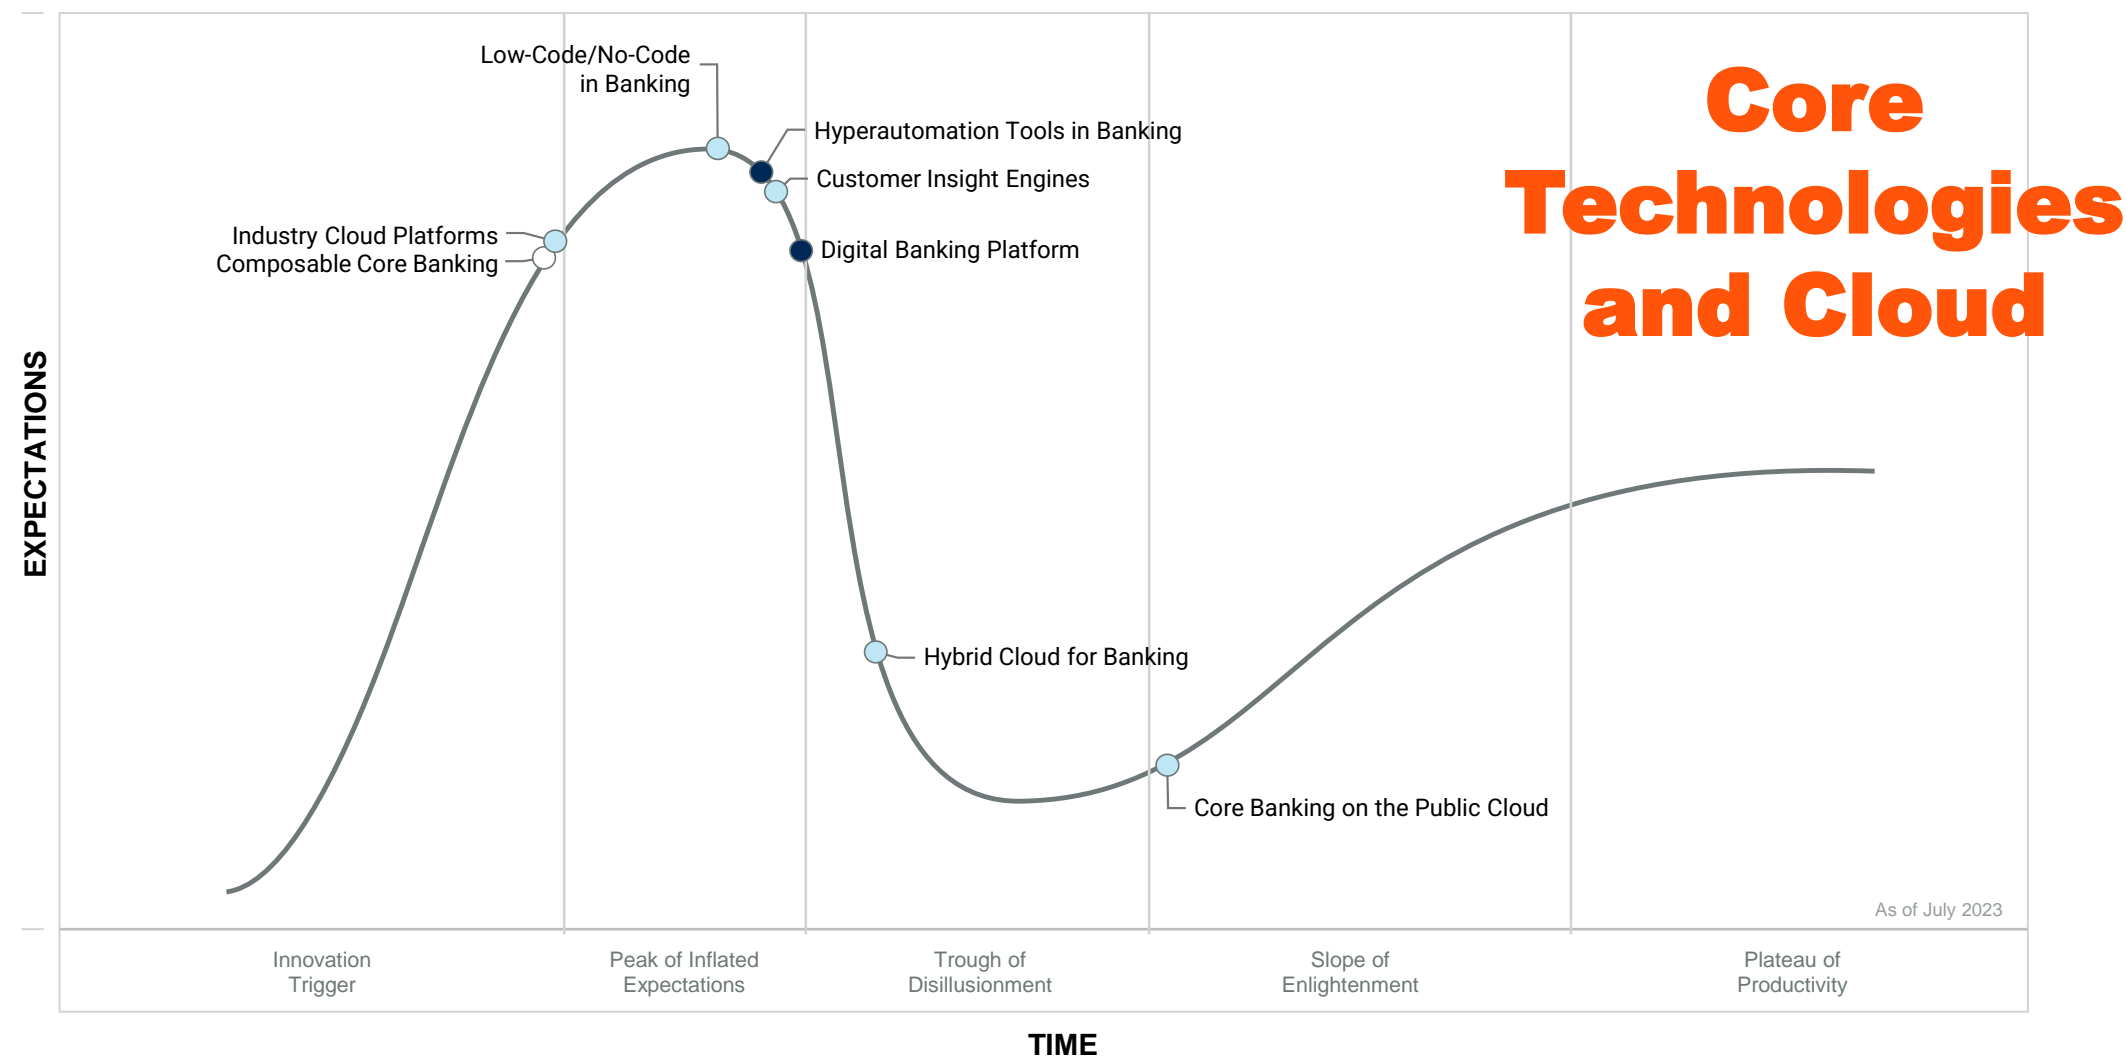 Core
Technologies
and Cloud
Low-Code/No-Code
in Banking
Hyperautomation Tools in Banking
Customer Insight Engines
Industry Cloud Platforms
Digital Banking Platform
Composable Core Banking
EXPECTATIONS
Hybrid Cloud for Banking
Core Banking on the Public Cloud
As of July 2023
Innovation
Trigger
Peak of Inflated
Expectations
Trough of
Disillusionment
Slope of
Enlightenment
Plateau of
Productivity
TIME